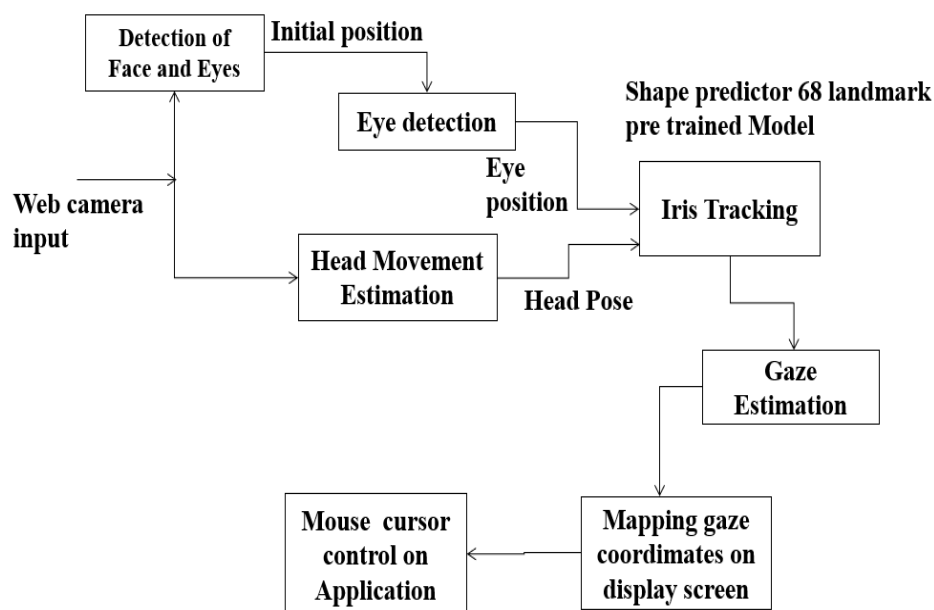 Detection of
Face and Eyes
Initial position
Eye detection
Shape predictor 68 landmark
pre trained Model
Web camera
input
Eye
position
Iris Tracking
Head Movement
Estimation
Head Pose
Gaze
Estimation
Mouse cursor
control on
Application
Mapping gaze
coordimates on
display screen